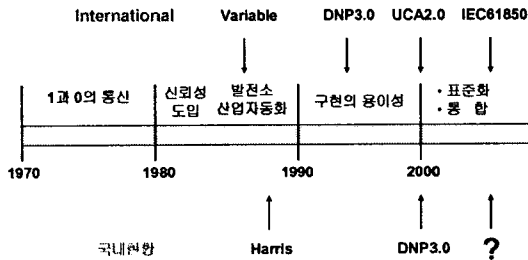 International Variable DNP3.0 UCA2.0 IEC61850
1과 0의 통신
신뢰성
도입
발전소
산업자동화
구현의 용이성
• 표준화
• 통 합
1970 1980 1990 2000
국내현황 Harris DNP3.0 ?